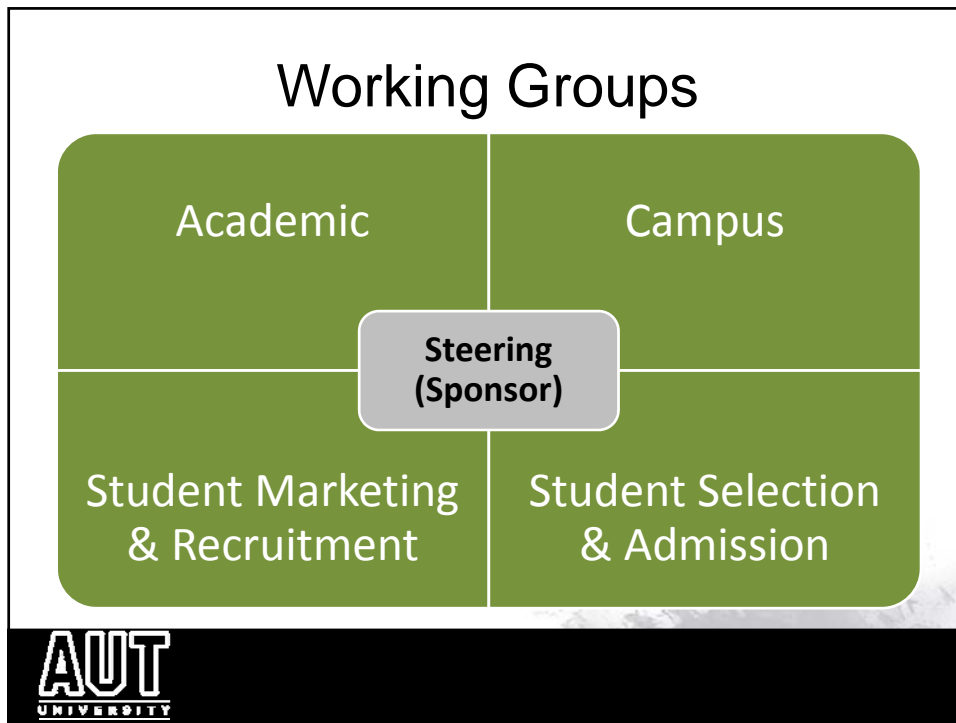 Working Groups
Academic
Campus
Steering
(Sponsor)
Student Marketing
& Recruitment
Student Selection
& Admission
AUT
UNIVERSITY